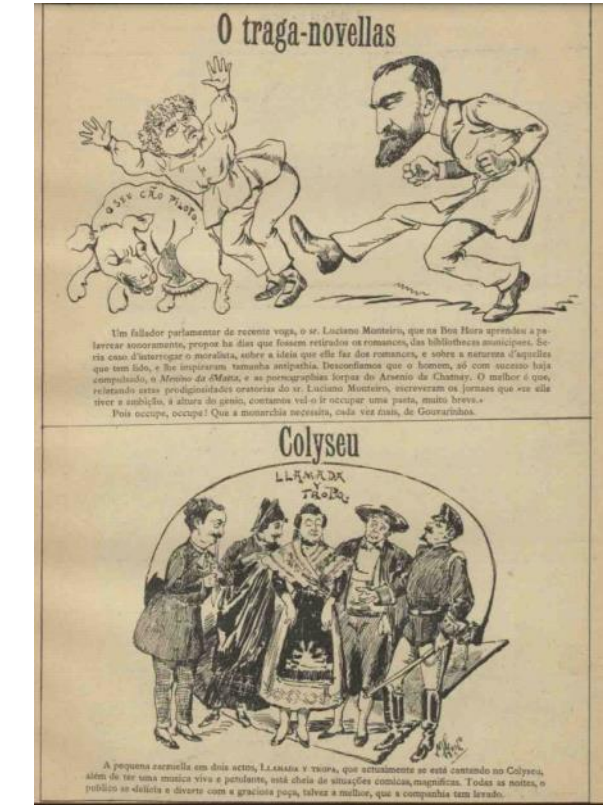 O traga-novellas
O SEU CÃO PILOTO
Um fallador parlamentar de recente voga, o sr. Luciano Monteiro, que na Boa Hora aprendeu a pa-
lavrear sonoramente, propoz ha dias que fossem retirados os romances, das bibliothecas municipaes. Se-
ria caso d'interrogar o moralista, sobre a ideia que elle faz dos romances, e sobre a natureza d'aquelles
que tem lido, e lhe inspiraram tamanha antipathia. Desconfiamos que o homem, só com sucesso haja
compulsado, o Menino da Matta, e as pornographias torpas do Arsenio de Chatnay. O melhor é que,
relatando estas prodigiosidades oratorias do sr. Luciano Monteiro, escreveram os jornaes que «se elle
tiver a ambição, á altura do genio, contamos vel-o ir occupar uma pasta, muito breve.»
Pois occupe, occupe! Que a monarchia necessita, cada vez mais, de Gouvarinhos.
Colyseu
LLAMADA
Y
TROPA
A pequena zarzuella em dois actos, LLAMADA Y TROPA, que actualmente se está cantando no Colyseu,
além de ter uma musica viva e petulante, está cheia de situações comicas, magnificas. Todas as noites, o
publico se deliota e diverte com a graciosa peça, talvez a melhor, que a companhia tem levado.